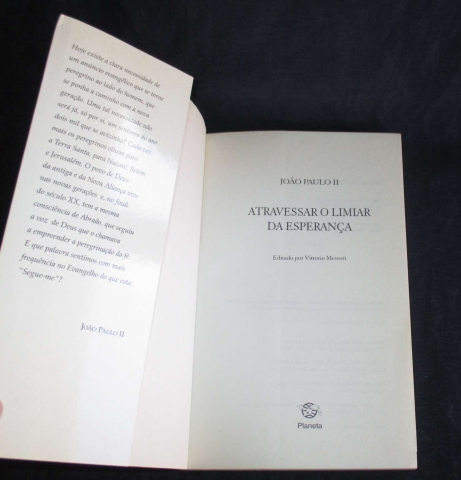 Hoje existe a clara necessidade de
um anúncio evangélico que se torne
peregrino ao lado do homem, que
se ponha a caminho com a nova
geração. Uma tal necessidade não
será já, só por si, um sintoma do ano
dois mil que se avizinha? Cada vez
mais os peregrinos olham para
a Terra Santa, para Nazaré, Belém
e Jerusalém. O povo de Deus
da antiga e da Nova Aliança vive
nas novas gerações e, no final
do século XX, tem a mesma
consciência de Abraão, que seguiu
a voz de Deus que o chamava
a empreender a peregrinação da fé.
E que palavra sentimos com mais
frequência no Evangelho do que esta:
"Segue-me"?
JOÃO PAULO II
JOÃO PAULO II
ATRAVESSAR O LIMIAR
DA ESPERANÇA
Editado por Vittorio Messori
Planeta